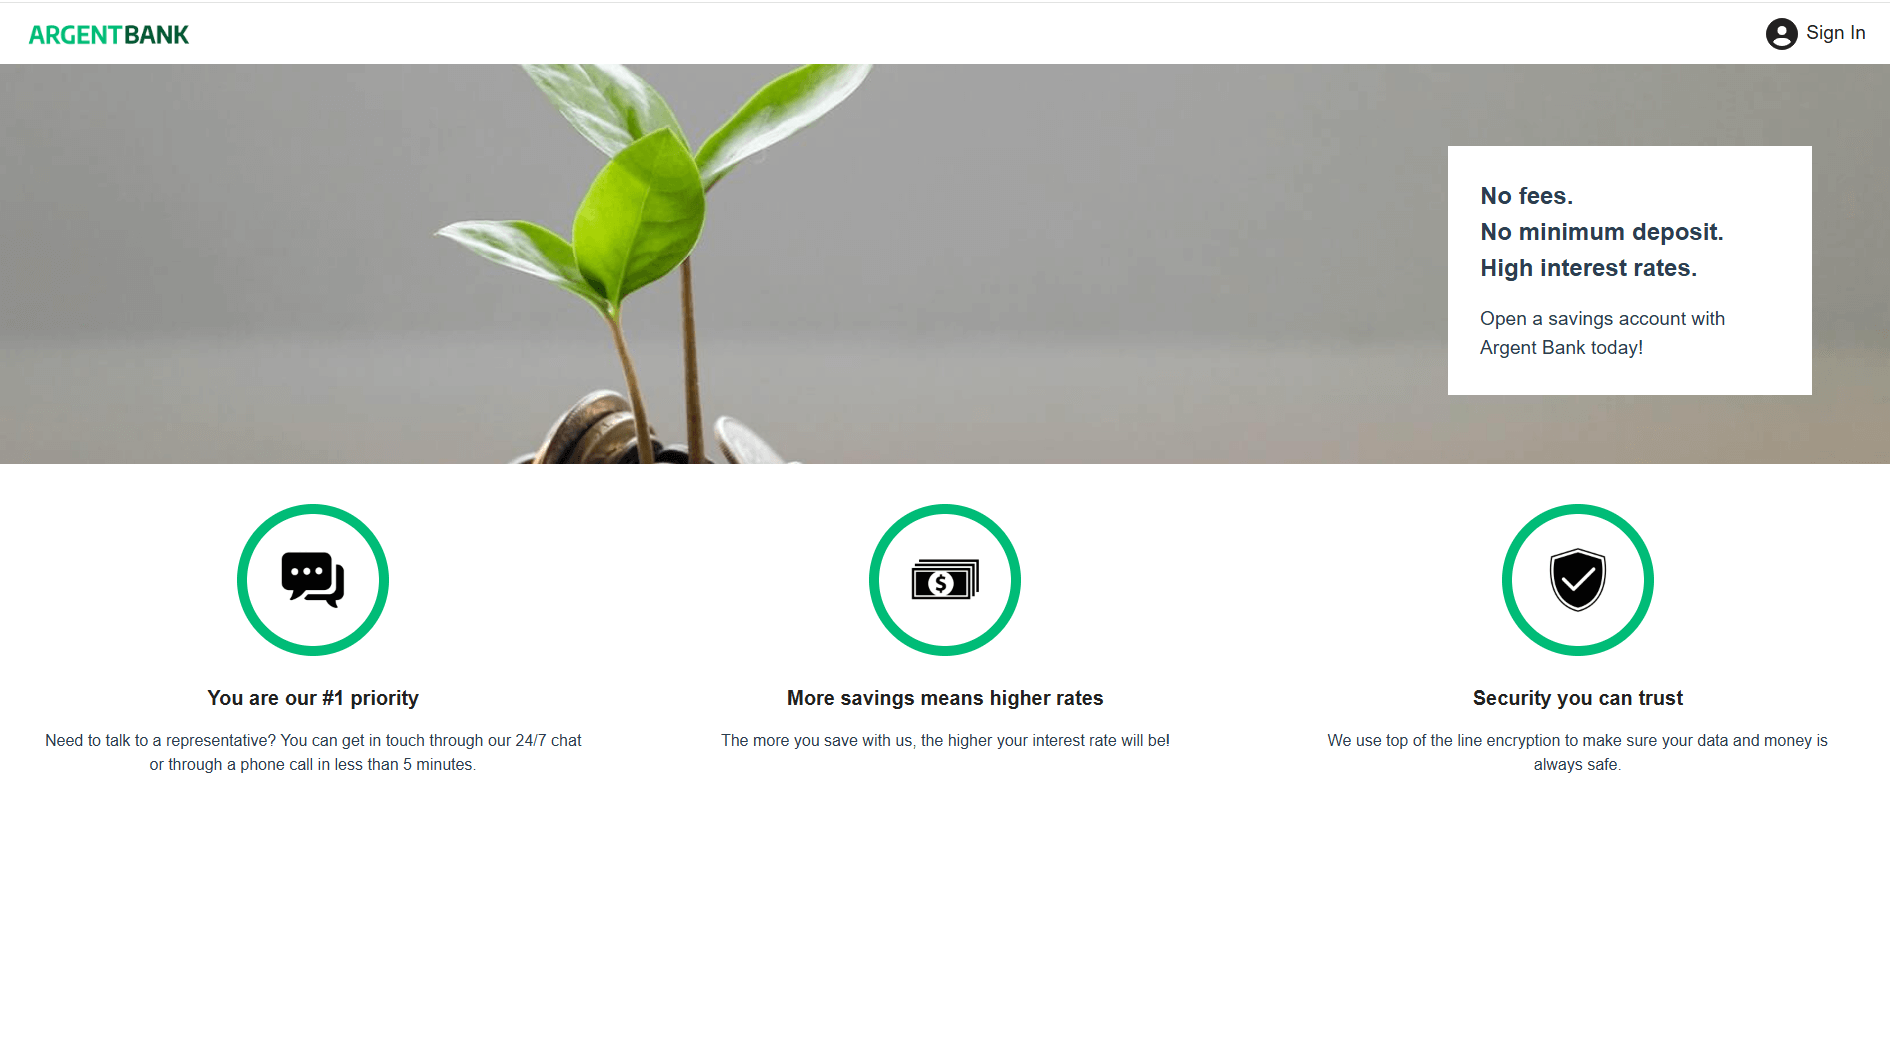 ARGENTBANK
Sign In
No fees.
No minimum deposit.
High interest rates.
Open a savings account with
Argent Bank today!
You are our #1 priority
Need to talk to a representative? You can get in touch through our 24/7 chat
or through a phone call in less than 5 minutes.
More savings means higher rates
The more you save with us, the higher your interest rate will be!
Security you can trust
We use top of the line encryption to make sure your data and money is
always safe.